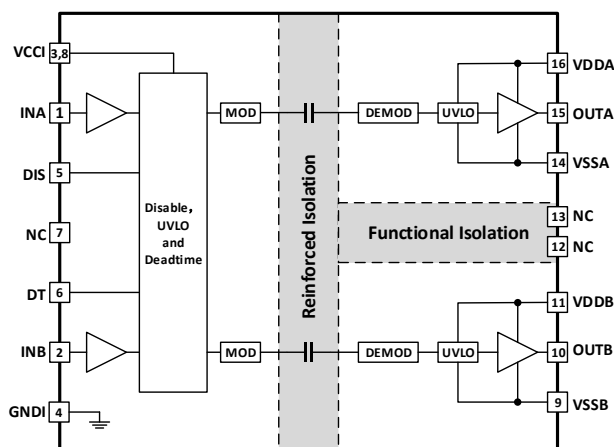 VCCI 3,8
INA 1
DIS 5
NC 7
DT 6
INB 2
GNDI 4
Disable,
UVLO
and
Deadtime
MOD
MOD
Reinforced Isolation
DEMOD
UVLO
Functional Isolation
DEMOD
UVLO
16 VDDA
15 OUTA
14 VSSA
13 NC
12 NC
11 VDDB
10 OUTB
9 VSSB